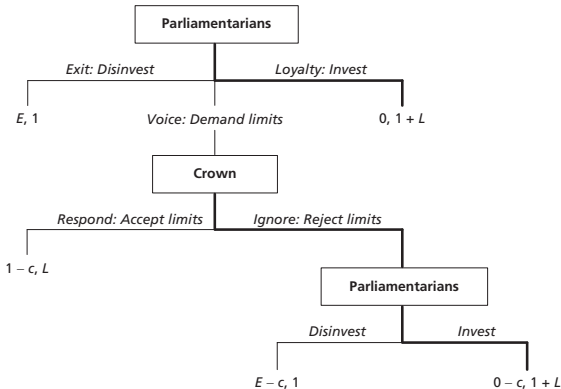 Parliamentarians
Exit: Disinvest
Loyalty: Invest
E, 1
Voice: Demand limits
0, 1 + L
Crown
Respond: Accept limits
Ignore: Reject limits
1 – c, L
Parliamentarians
Disinvest
Invest
E – c, 1
0 – c, 1 + L